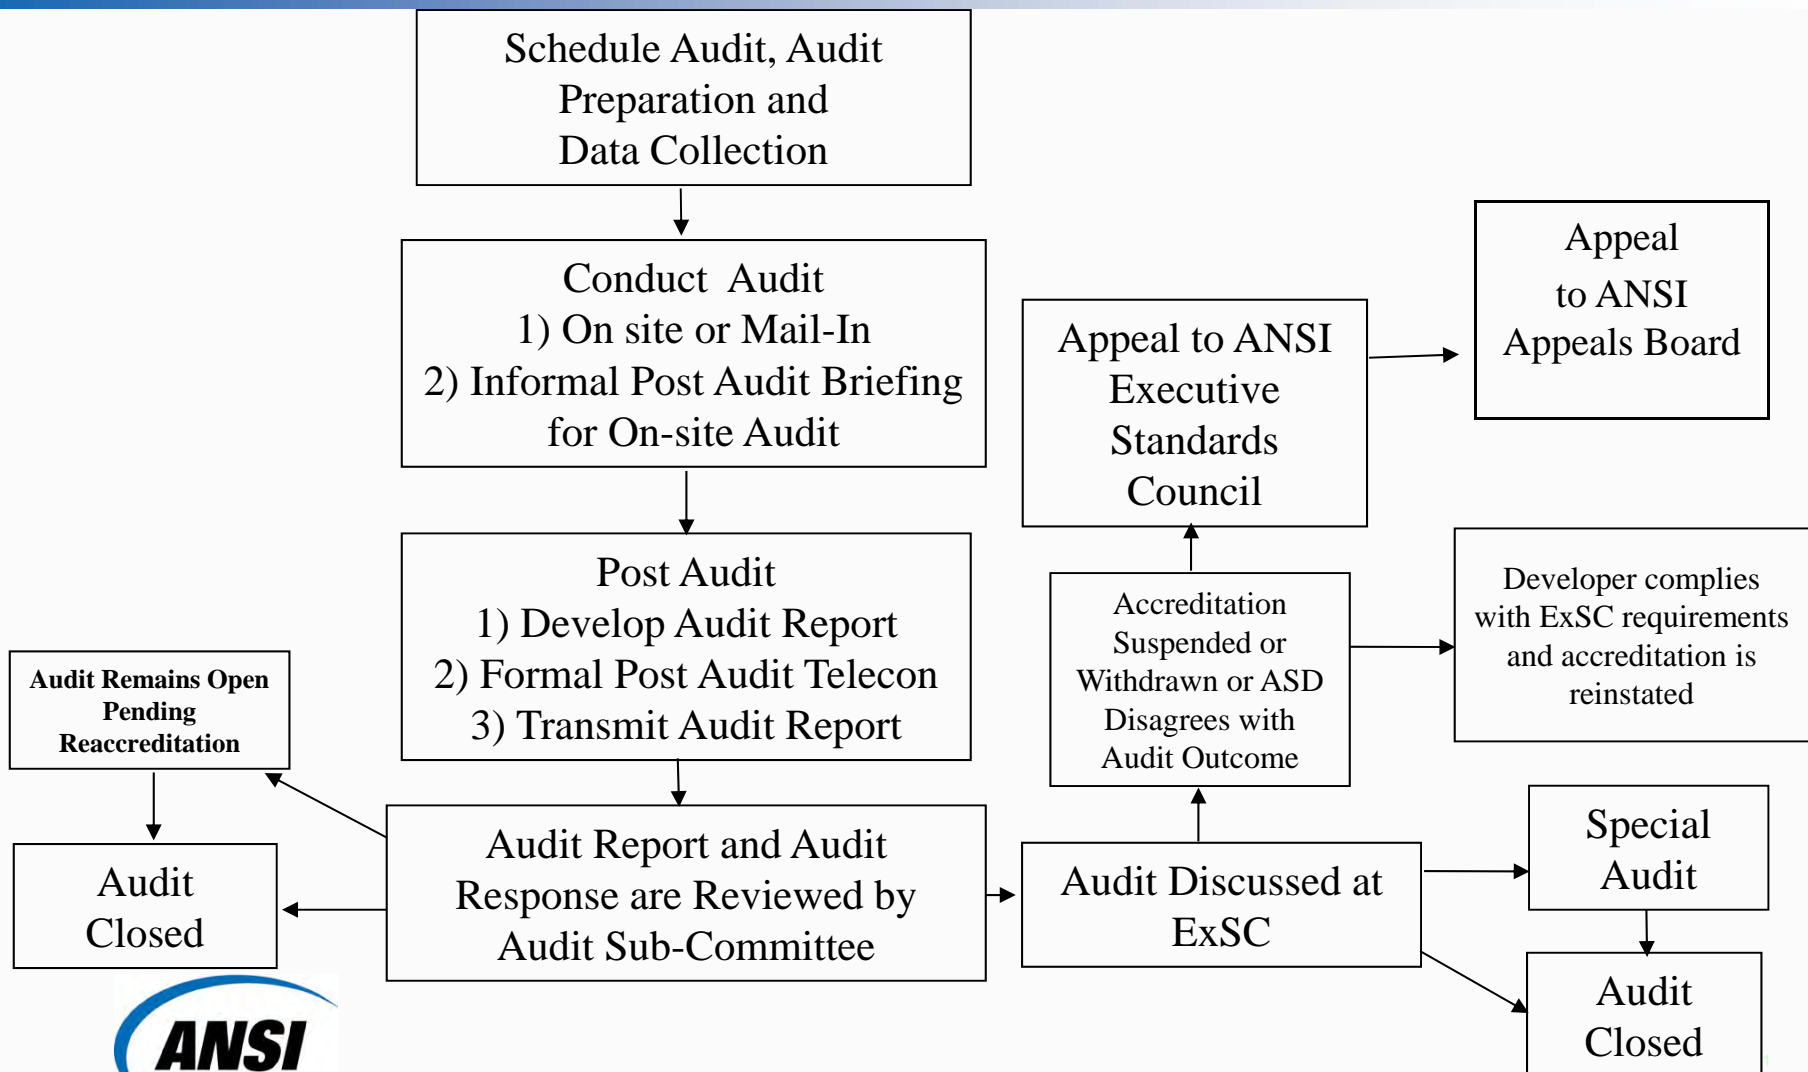 Schedule Audit, Audit
Preparation and
Data Collection
Conduct  Audit
1) On site or Mail-In
2) Informal Post Audit Briefing
for On-site Audit
Post Audit
1) Develop Audit Report
2) Formal Post Audit Telecon
3) Transmit Audit Report
Audit Remains Open
Pending
Reaccreditation
Audit
Closed
Audit Report and Audit
Response are Reviewed by
Audit Sub-Committee
Appeal to ANSI
Executive
Standards
Council
Appeal
to ANSI
Appeals Board
Accreditation
Suspended or
Withdrawn or ASD
Disagrees with
Audit Outcome
Developer complies
with ExSC requirements
and accreditation is
reinstated
Audit Discussed at
ExSC
Special
Audit
Audit
Closed
ANSI